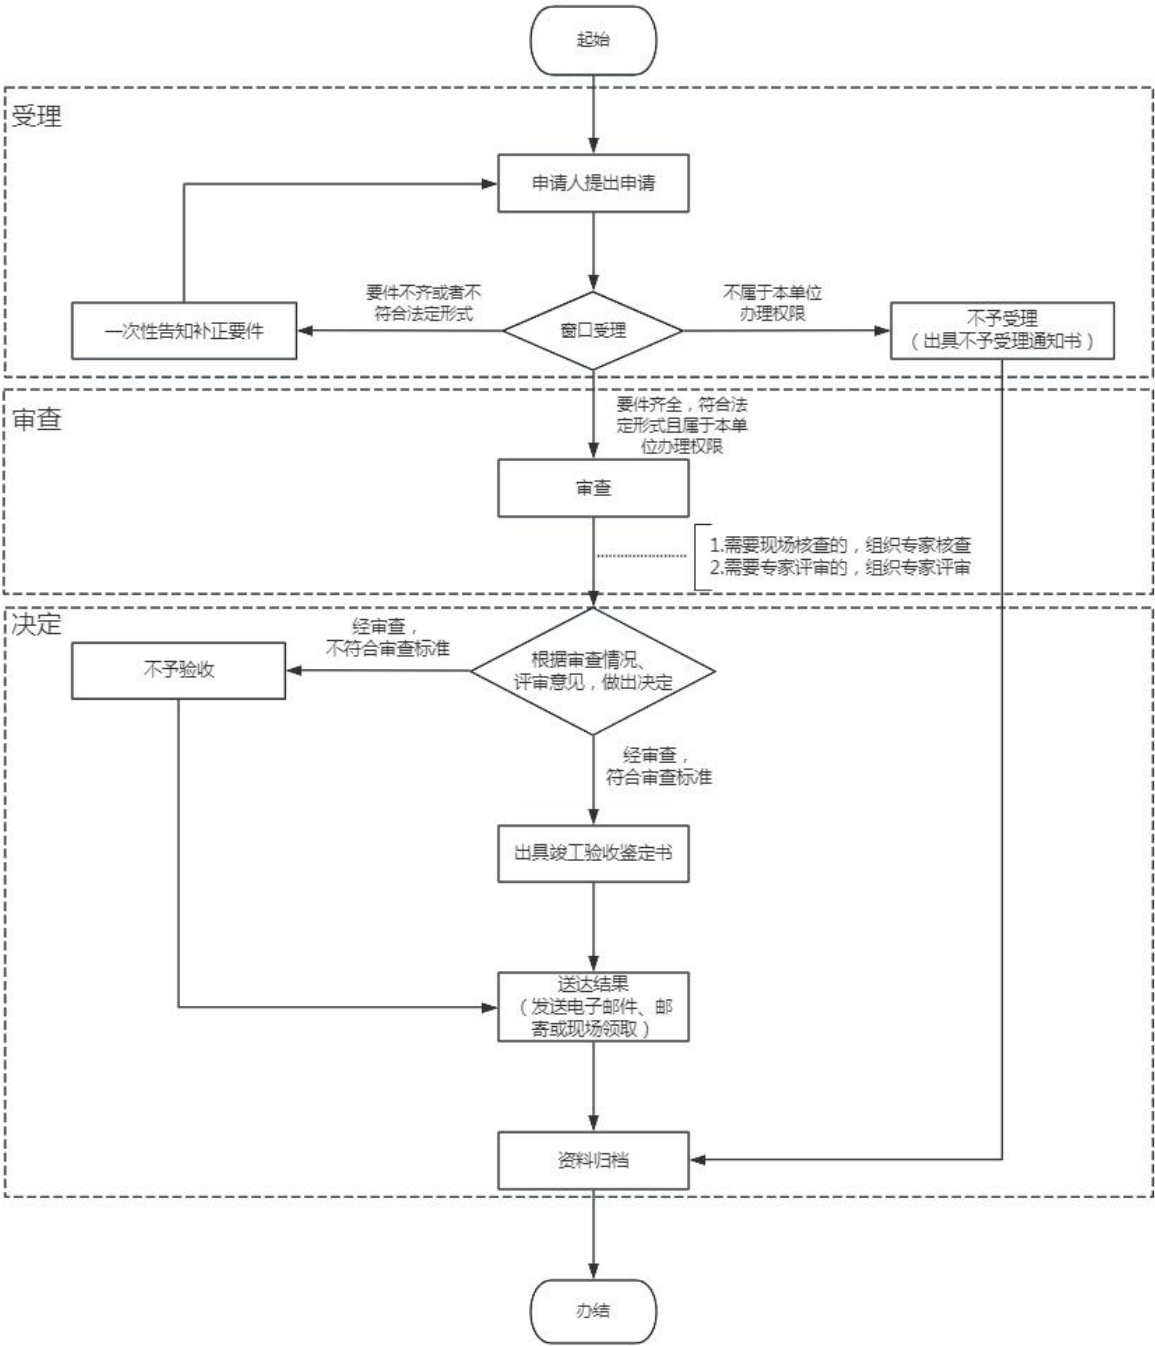 起始
受理
申请人提出申请
要件不齐或者不
符合法定形式
不属于本单位
办理权限
一次性告知补正要件
窗口受理
不予受理
（出具不予受理通知书）
审查
要件齐全，符合法
定形式且属于本单
位办理权限
审查
1.需要现场核查的，组织专家核查
2.需要专家评审的，组织专家评审
决定
经审查，
不符合审查标准
不予验收
根据审查情况、
评审意见，做出决定
经审查，
符合审查标准
出具竣工验收鉴定书
送达结果
（发送电子邮件、邮
寄或现场领取）
资料归档
办结